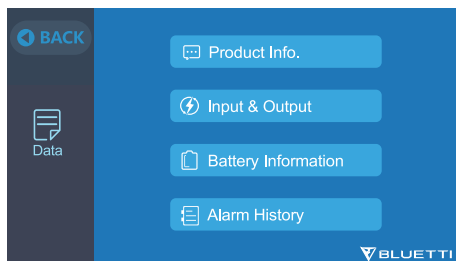 BACK
Data
Product Info.
Input & Output
Battery Information
Alarm History
BLUETTI